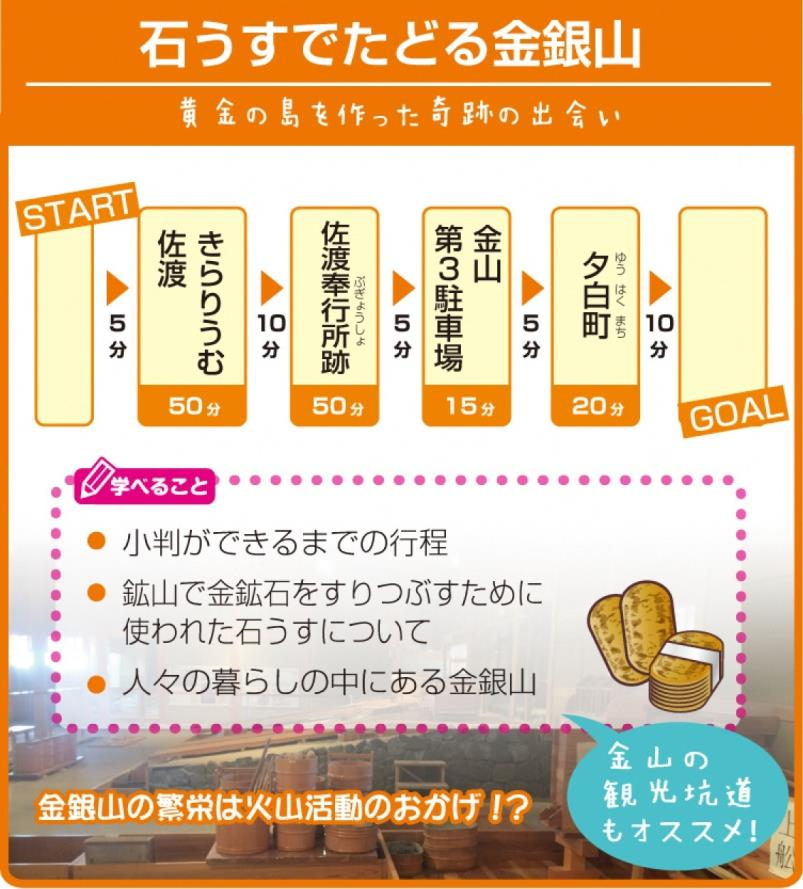 石うすでたどる金銀山
黄金の島を作った奇跡の出会い
START
5分
きらりうむ
佐渡
50分
10分
佐渡奉行所跡
ぶぎょうしょ
50分
5分
金山
第3駐車場
15分
5分
夕白町
ゆう はく まち
20分
10分
GOAL
学べること
● 小判ができるまでの行程
● 鉱山で金鉱石をすりつぶすために
使われた石うすについて
● 人々の暮らしの中にある金銀山
金山の
観光坑道
もオススメ!
金銀山の繁栄は火山活動のおかげ!?
上